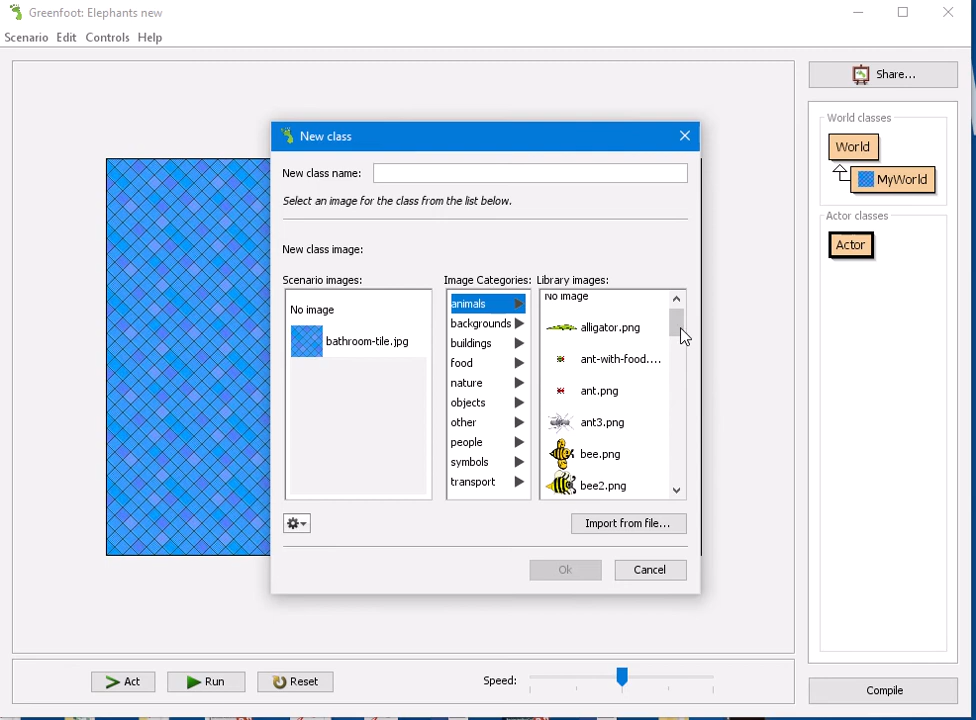 Greenfoot: Elephants new
Scenario Edit Controls Help
Share...
World classes
World
MyWorld
Actor classes
Actor
New class
New class name:
Select an image for the class from the list below.
New class image:
Scenario images:
No image
bathroom-tile.jpg
Image Categories:
animals
backgrounds
buildings
food
nature
objects
other
people
symbols
transport
Library images:
No image
alligator.png
ant-with-food....
ant.png
ant3.png
bee.png
bee2.png
Import from file...
Ok
Cancel
Act
Run
Reset
Speed:
Compile